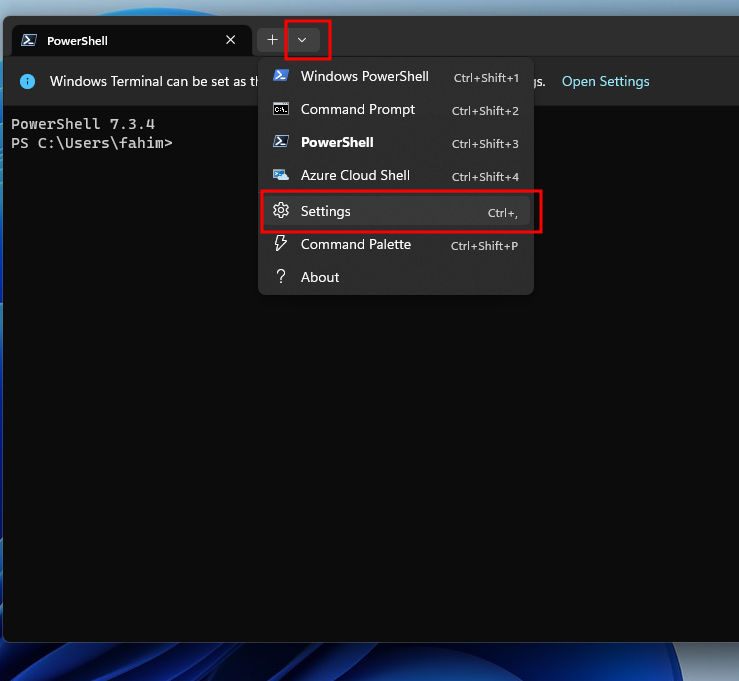 PowerShell
Windows Terminal can be set as
gs. Open Settings
PowerShell 7.3.4
PS C:\Users\fahim>
Windows PowerShell Ctrl+Shift+1
Command Prompt Ctrl+Shift+2
PowerShell Ctrl+Shift+3
Azure Cloud Shell Ctrl+Shift+4
Settings Ctrl+,
Command Palette Ctrl+Shift+P
? About